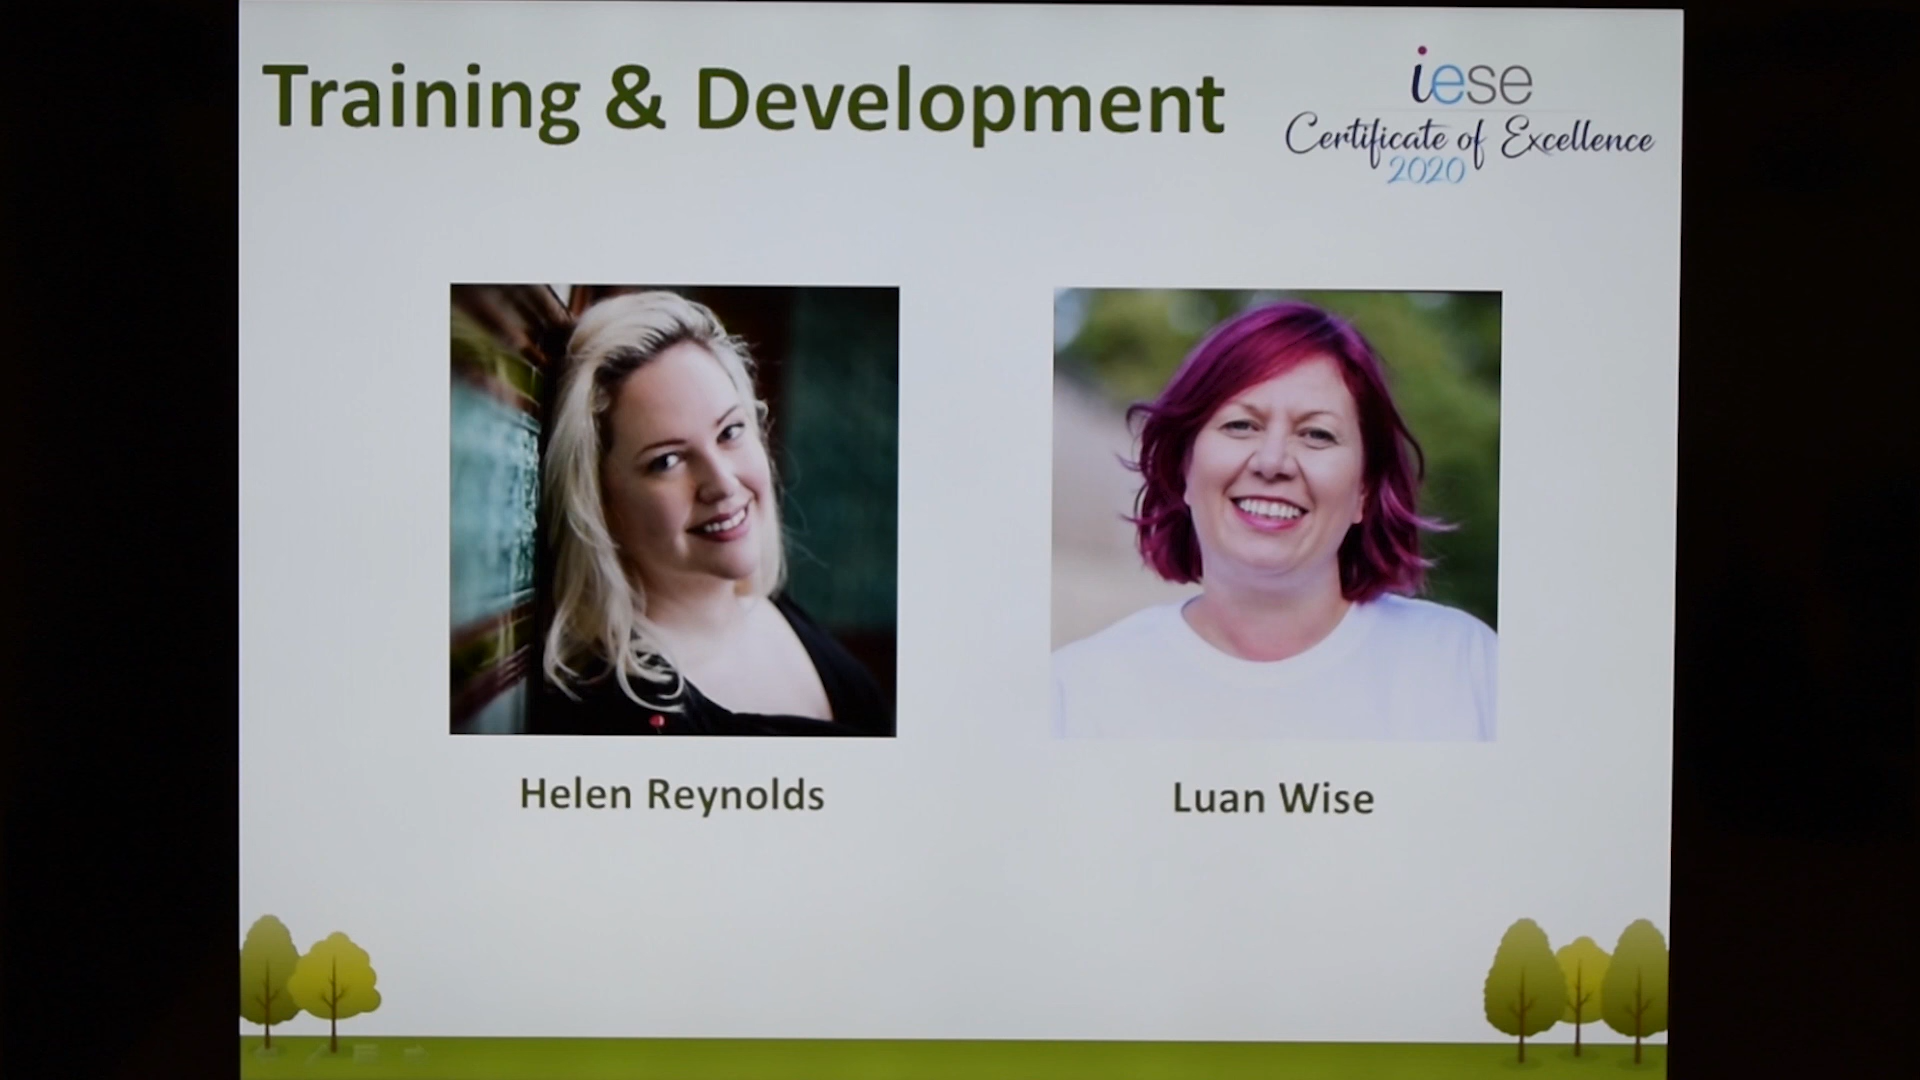 Training & Development
iese
Certificate of Excellence
2020
Helen Reynolds
Luan Wise